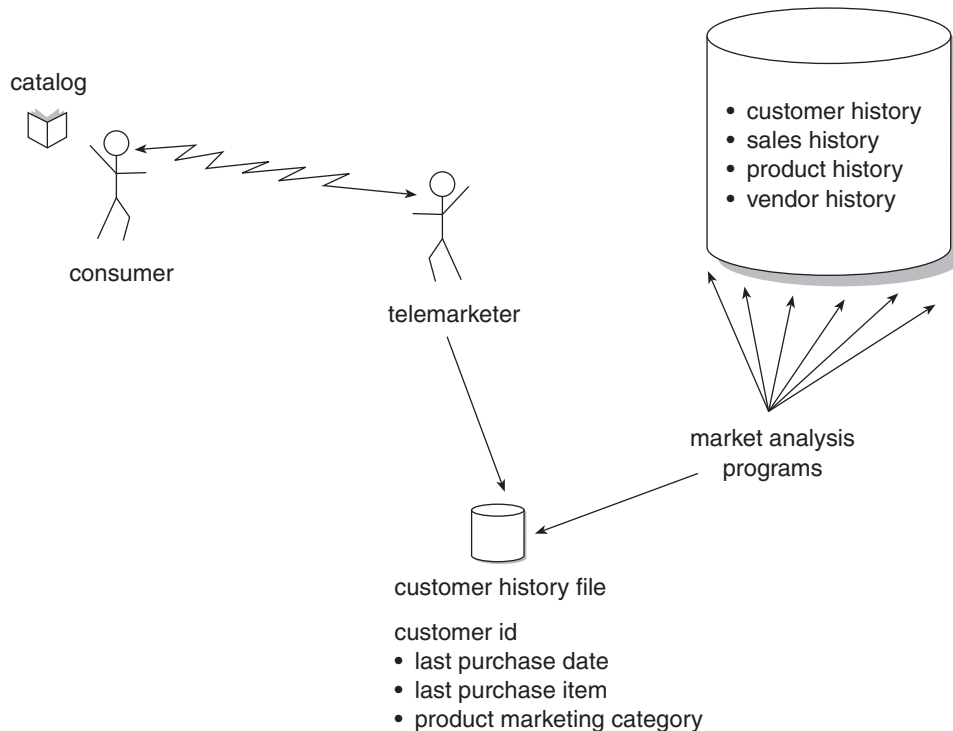 catalog
consumer
telemarketer
• customer history
• sales history
• product history
• vendor history
market analysis
programs
customer history file
customer id
• last purchase date
• last purchase item
• product marketing category